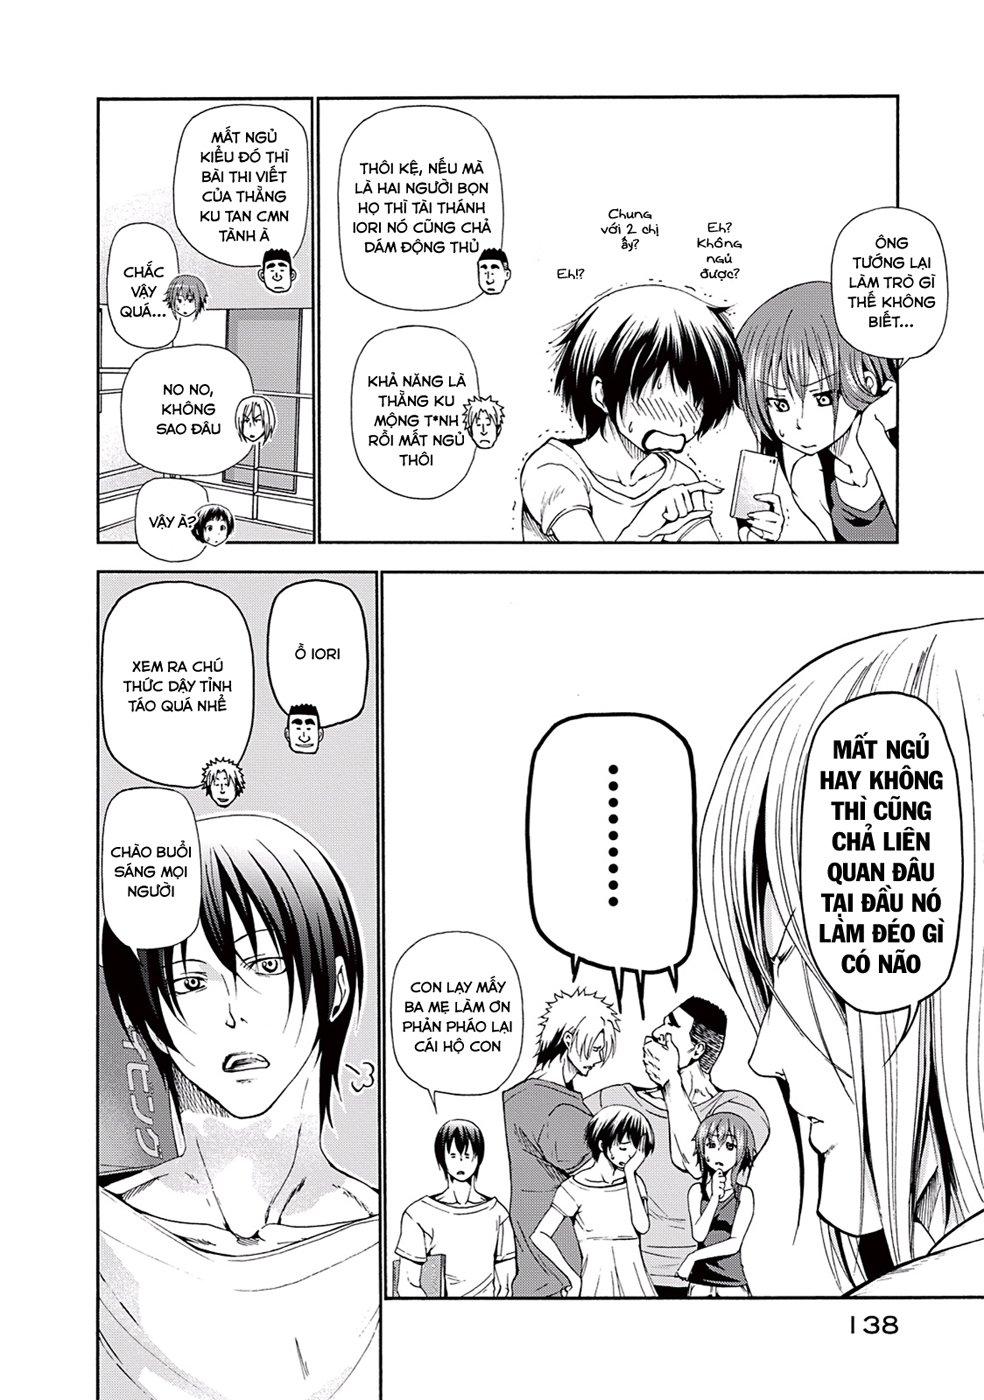 ÔNG
TƯỚNG LẠI
LÀM TRÒ GÌ
THẾ KHÔNG
BIẾT...
Eh?
Không
ngủ
được?
Chung
với 2 chị
ấy?
Eh!?
THÔI KỆ, NẾU MÀ
LÀ HAI NGƯỜI BỌN
HỌ THÌ TÀI THÁNH
IORI NÓ CŨNG CHẢ
DÁM ĐỘNG THỦ
KHẢ NĂNG LÀ
THẰNG KU
MỘNG T*NH
RỒI MẤT NGỦ
THÔI
MẤT NGỦ
KIỂU ĐÓ THÌ
BÀI THI VIẾT
CỦA THẰNG
KU TAN CMN
TÀNH À
CHẮC
VẬY
QUÁ...
NO NO,
KHÔNG
SAO ĐÂU
VẬY À?
MẤT NGỦ
HAY KHÔNG
THÌ CŨNG
CHẢ LIÊN
QUAN ĐÂU
TẠI ĐẦU NÓ
LÀM ĐÉO GÌ
CÓ NÃO
........
CON LẠY MẤY
BA MẸ LÀM ƠN
PHẢN PHÁO LẠI
CÁI HỘ CON
Ồ IORI
XEM RA CHÚ
THỨC DẬY TỈNH
TÁO QUÁ NHỂ
CHÀO BUỔI
SÁNG MỌI
NGƯỜI
イビング
138